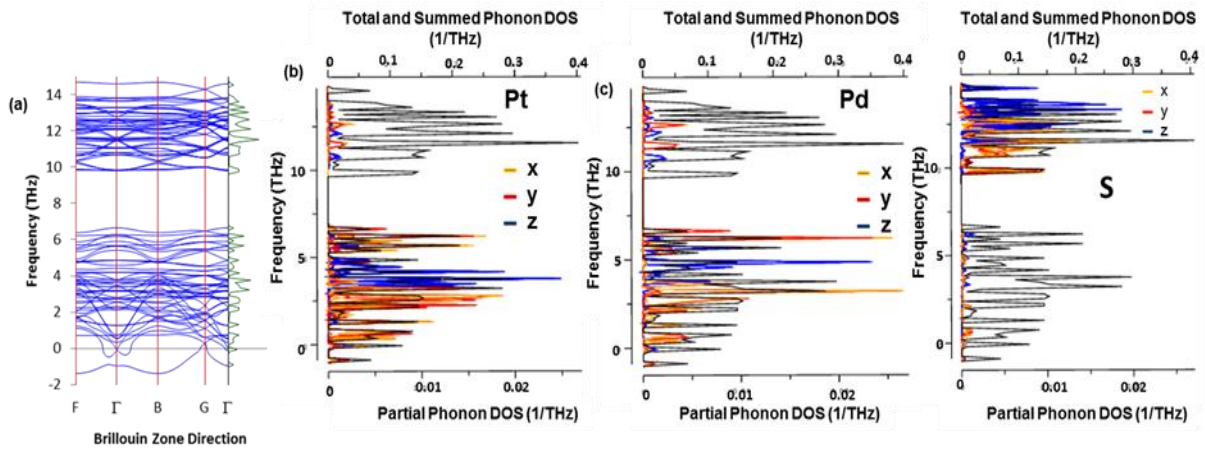 (a)
14
12
10
8
6
4
2
0
-2
Frequency (THz)
F Γ B G Γ
Brillouin Zone Direction
Total and Summed Phonon DOS
(1/THz)
0 0.1 0.2 0.3 0.4
(b)
Pt
10
5
0
Frequency (THz)
x
y
z
0 0.01 0.02
Partial Phonon DOS (1/THz)
Total and Summed Phonon DOS
(1/THz)
0 0.1 0.2 0.3 0.4
(c)
Pd
10
5
0
Frequency (THz)
x
y
z
0 0.01 0.02
Partial Phonon DOS (1/THz)
Total and Summed Phonon DOS
(1/THz)
0 0.1 0.2 0.3 0.4
x
y
z
S
10
5
0
Frequency (THz)
0 0.01 0.02
Partial Phonon DOS (1/THz)